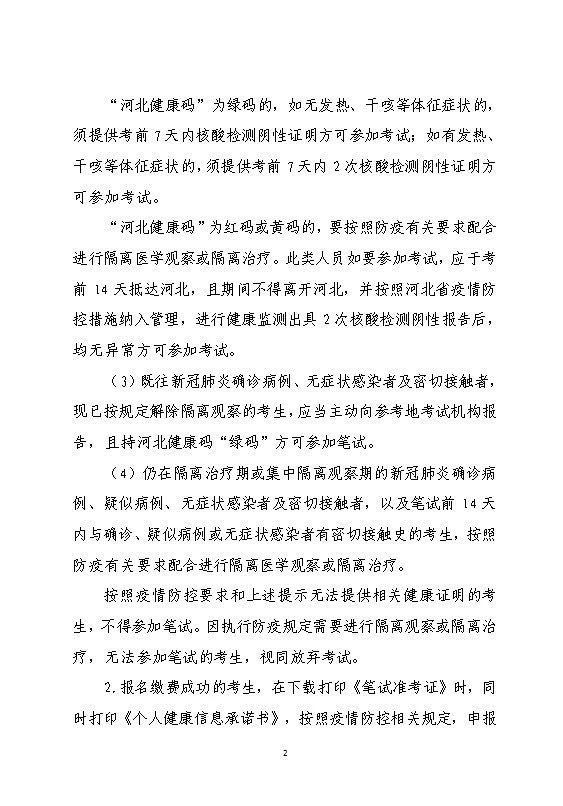 “河北健康码”为绿码的，如无发热、干咳等体征症状的，
须提供考前 7 天内核酸检测阴性证明方可参加考试；如有发热、
干咳等体征症状的，须提供考前 7 天内 2 次核酸检测阴性证明方
可参加考试。
“河北健康码”为红码或黄码的，要按照防疫有关要求配合
进行隔离医学观察或隔离治疗。此类人员如要参加考试，应于考
前 14 天抵达河北，且期间不得离开河北，并按照河北省疫情防
控措施纳入管理，进行健康监测出具 2 次核酸检测阴性报告后，
均无异常方可参加考试。
（3）既往新冠肺炎确诊病例、无症状感染者及密切接触者，
现已按规定解除隔离观察的考生，应当主动向参考地考试机构报
告，且持河北健康码“绿码”方可参加笔试。
（4）仍在隔离治疗期或集中隔离观察期的新冠肺炎确诊病
例、疑似病例、无症状感染者及密切接触者，以及笔试前 14 天
内与确诊、疑似病例或无症状感染者有密切接触史的考生，按照
防疫有关要求配合进行隔离医学观察或隔离治疗。
按照疫情防控要求和上述提示无法提供相关健康证明的考
生，不得参加笔试。因执行防疫规定需要进行隔离观察或隔离治
疗，无法参加笔试的考生，视同放弃考试。
2.报名缴费成功的考生，在下载打印《笔试准考证》时，同
时打印《个人健康信息承诺书》，按照疫情防控相关规定，申报
2